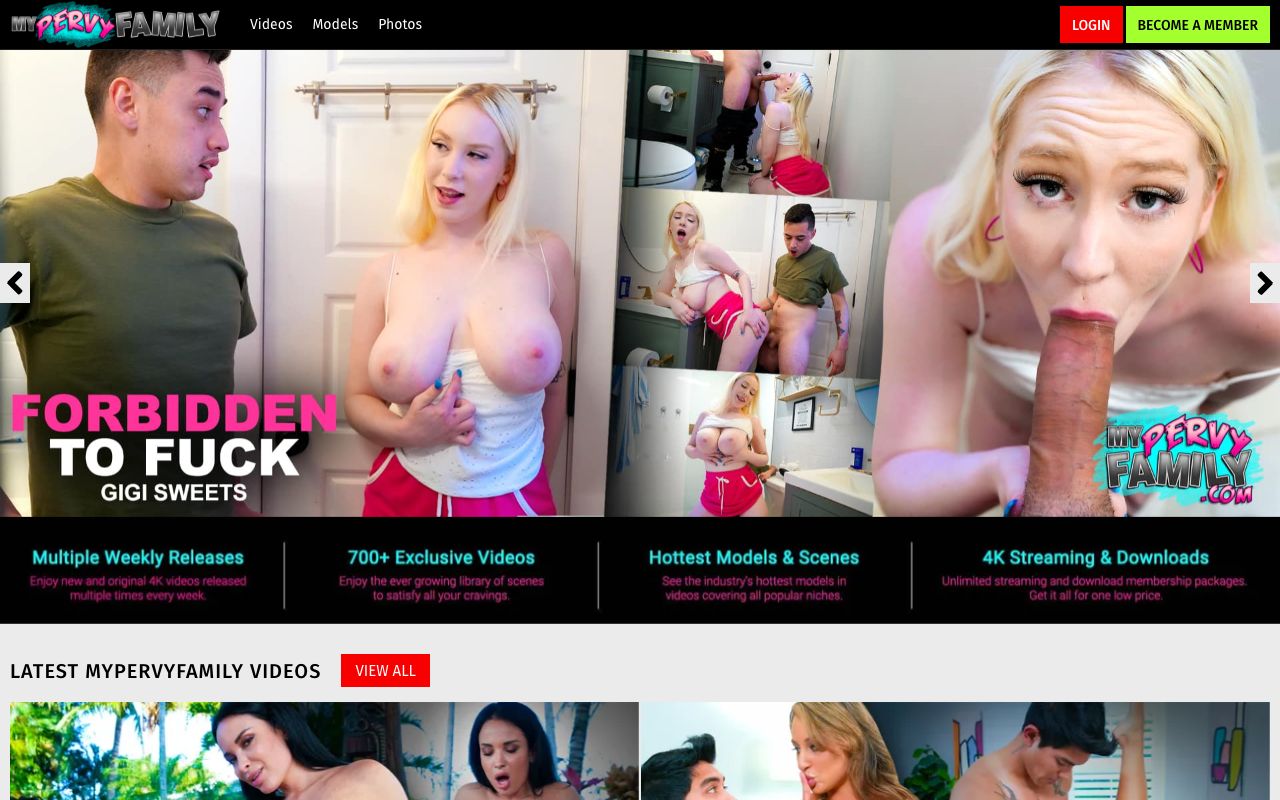 MY PERVY FAMILY
Videos
Models
Photos
LOGIN
BECOME A MEMBER
FORBIDDEN
TO FUCK
GIGI SWEETS
MY PERVY
FAMILY
.COM
Multiple Weekly Releases
Enjoy new and original 4K videos released
multiple times every week.
700+ Exclusive Videos
Enjoy the ever growing library of scenes
to satisfy all your cravings.
Hottest Models & Scenes
See the industry's hottest models in
videos covering all popular niches.
4K Streaming & Downloads
Unlimited streaming and download membership packages.
Get it all for one low price.
LATEST MYPERVYFAMILY VIDEOS
VIEW ALL